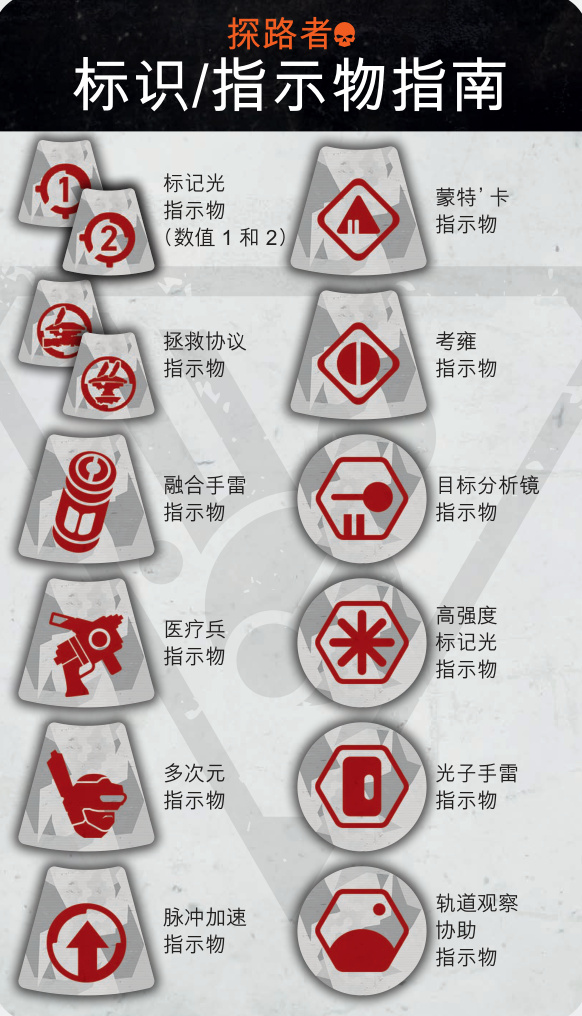 探路者
标识/指示物指南
1
2
标记光
指示物
（数值 1 和 2）
蒙特’卡
指示物
拯救协议
指示物
考雍
指示物
融合手雷
指示物
目标分析镜
指示物
医疗兵
指示物
高强度
标记光
指示物
多次元
指示物
光子手雷
指示物
脉冲加速
指示物
轨道观察
协助
指示物